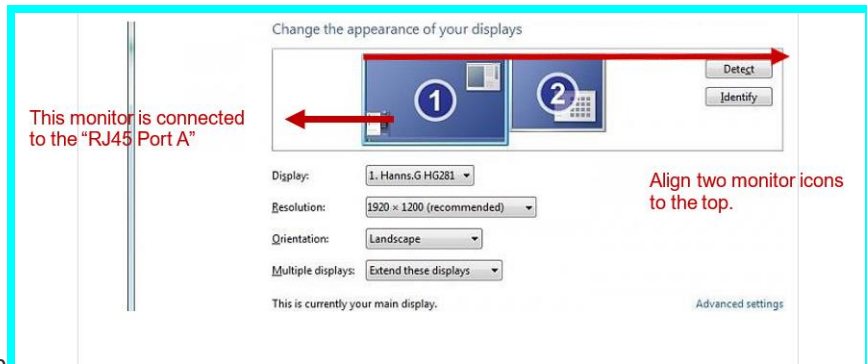 Change the appearance of your displays
1
2
Detect
Identify
This monitor is connected
to the “RJ45 Port A”
Display:
1. Hanns.G HG281
Align two monitor icons
to the top.
Resolution:
1920 × 1200 (recommended)
Orientation:
Landscape
Multiple displays:
Extend these displays
This is currently your main display.
Advanced settings